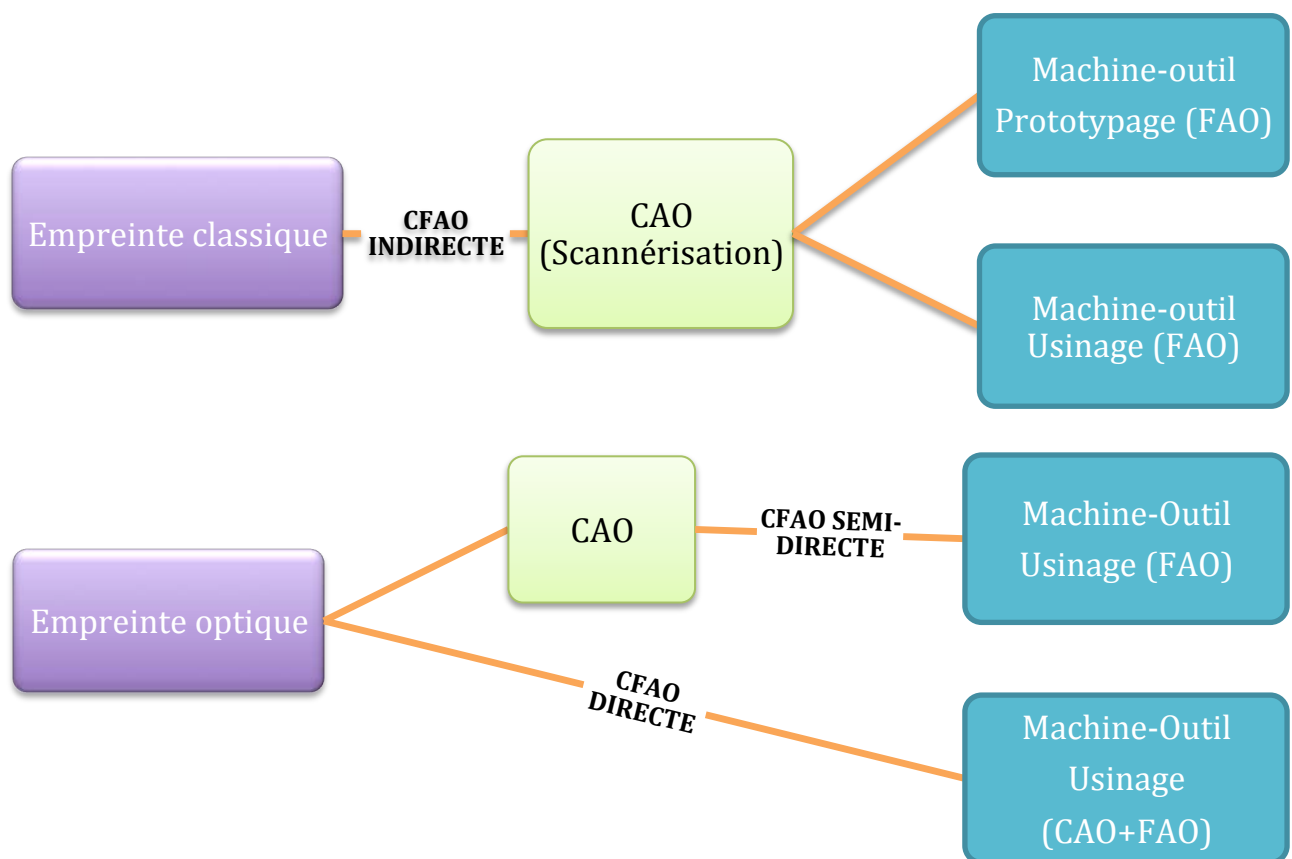 Empreinte classique
CFAO
INDIRECTE
CAO
(Scannérisation)
Machine-outil
Prototypage (FAO)
Machine-outil
Usinage (FAO)
Empreinte optique
CAO
CFAO SEMI-
DIRECTE
Machine-Outil
Usinage (FAO)
CFAO
DIRECTE
Machine-Outil
Usinage
(CAO+FAO)